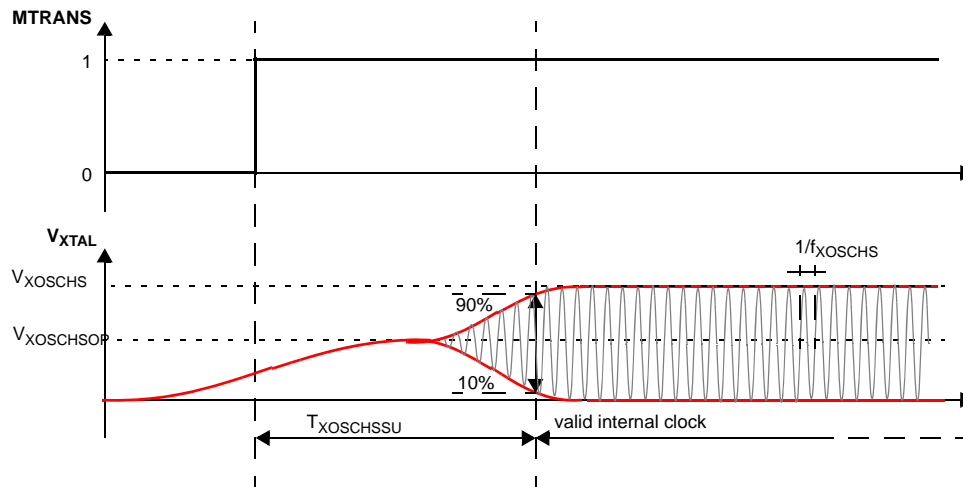 MTRANS
1
0
VXTAL
1/fXOSCHS
VXOSCHS
90%
VXOSCHSOP
10%
TXOSCHSSU
valid internal clock